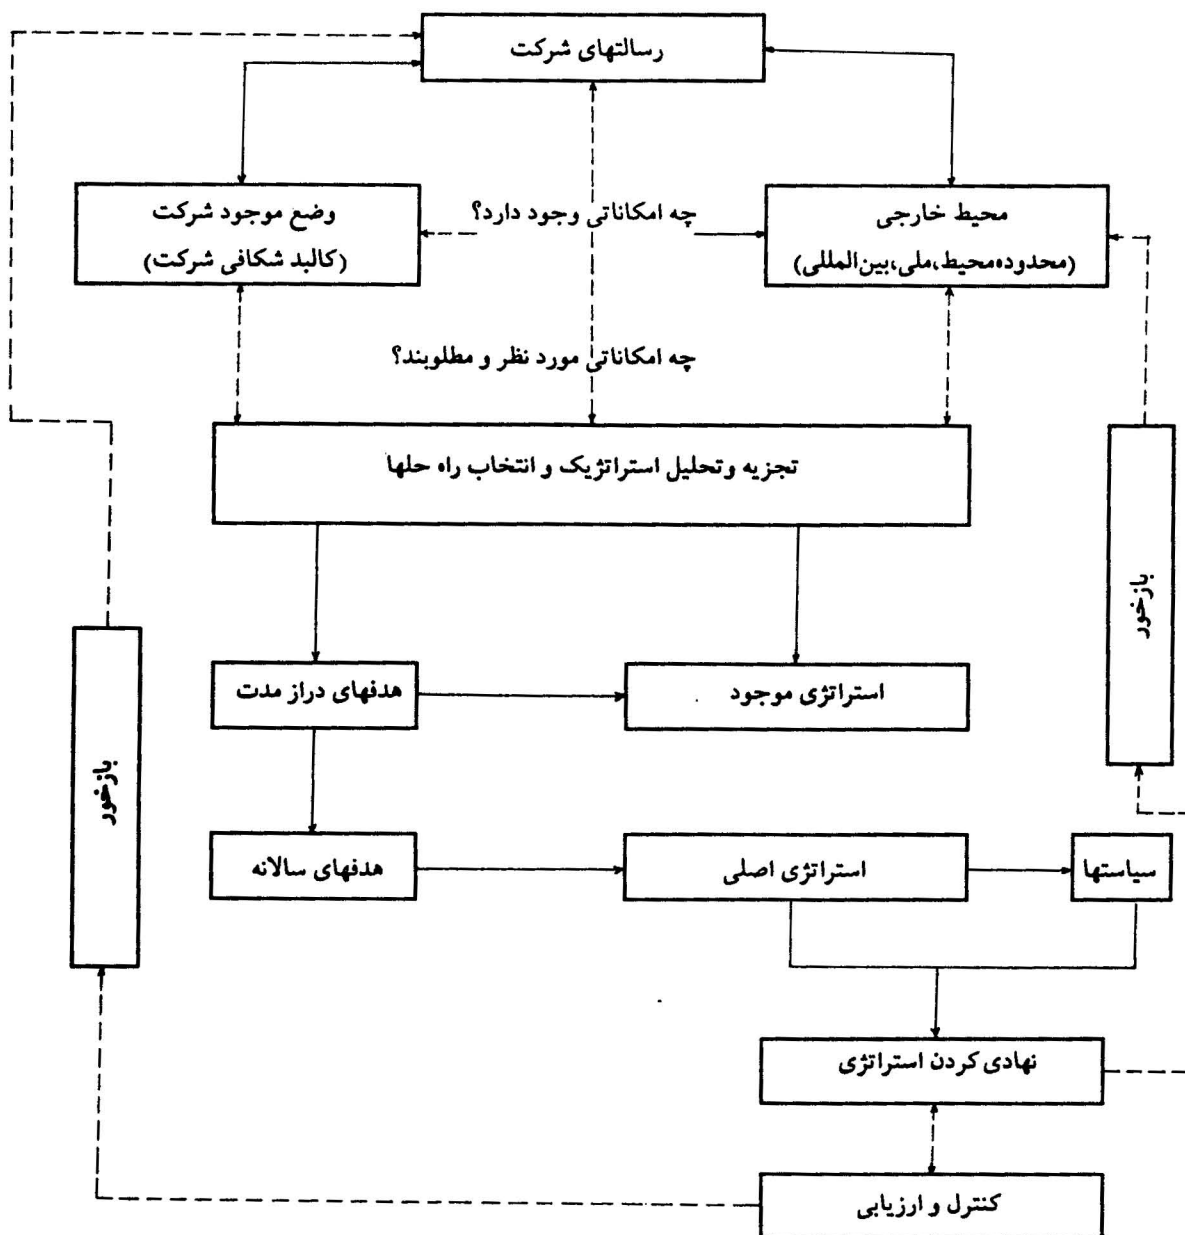 رسالتهای شرکت
محیط خارجی
(محدوده‌محیط،ملی،بین‌المللی)
چه امکاناتی وجود دارد؟
وضع موجود شرکت
(کالبد شکافی شرکت)
چه امکاناتی مورد نظر و مطلوبند؟
تجزیه وتحلیل استراتژیک و انتخاب راه حلها
بازخور
استراتژی موجود
هدفهای دراز مدت
بازخور
سیاستها
استراتژی اصلی
هدفهای سالانه
نهادی کردن استراتژی
کنترل و ارزیابی